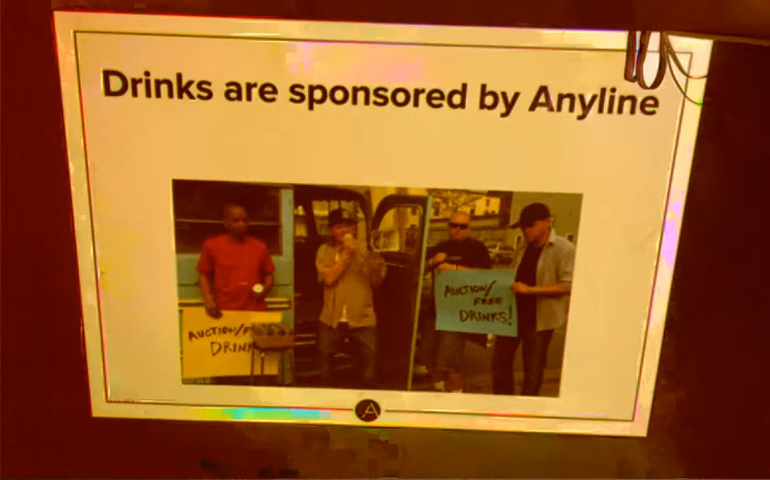 Drinks are sponsored by Anyline
AUCTION/F
DRINK
AUCTION/
FREE
DRINKS!
A